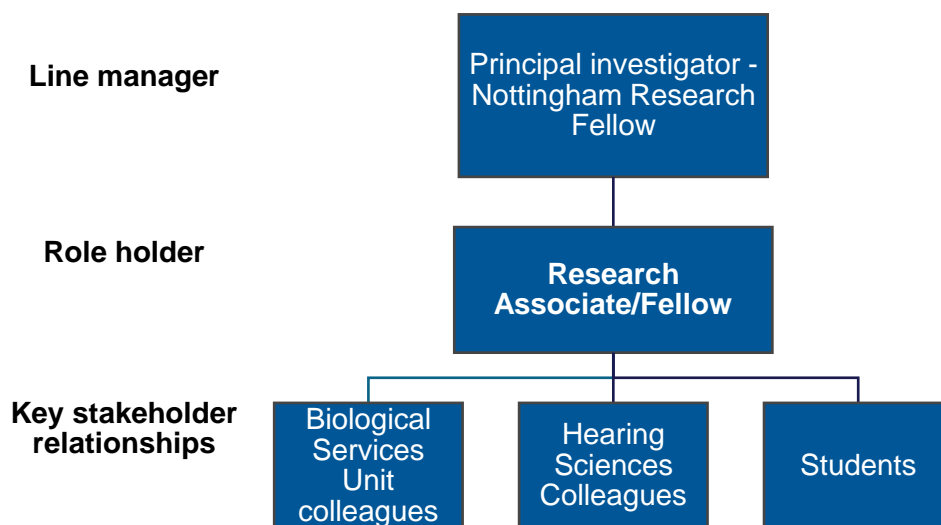 Line manager
Principal investigator -
Nottingham Research
Fellow
Role holder
Research
Associate/Fellow
Key stakeholder
relationships
Biological
Services
Unit
colleagues
Hearing
Sciences
Colleagues
Students